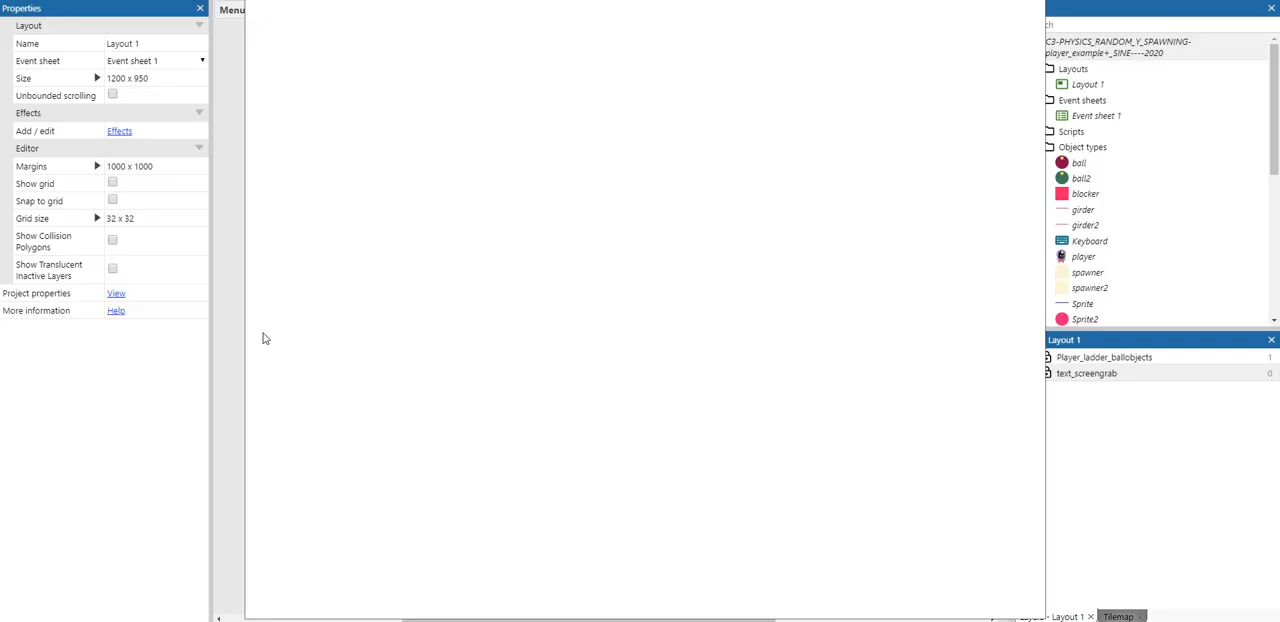 Properties
Layout
Name Layout 1
Event sheet Event sheet 1
Size 1200 x 950
Unbounded scrolling
Effects
Add / edit Effects
Editor
Margins 1000 x 1000
Show grid
Snap to grid
Grid size 32 x 32
Show Collision
Polygons
Show Translucent
Inactive Layers
Project properties View
More information Help
Menu
ch
C3-PHYSICS_RANDOM_Y_SPAWNING-
player_example+_SINE----2020
Layouts
Layout 1
Event sheets
Event sheet 1
Scripts
Object types
ball
ball2
blocker
girder
girder2
Keyboard
player
spawner
spawner2
Sprite
Sprite2
Layout 1
Player_ladder_ballobjects 1
text_screengrab 0
- Layout 1 Tilemap